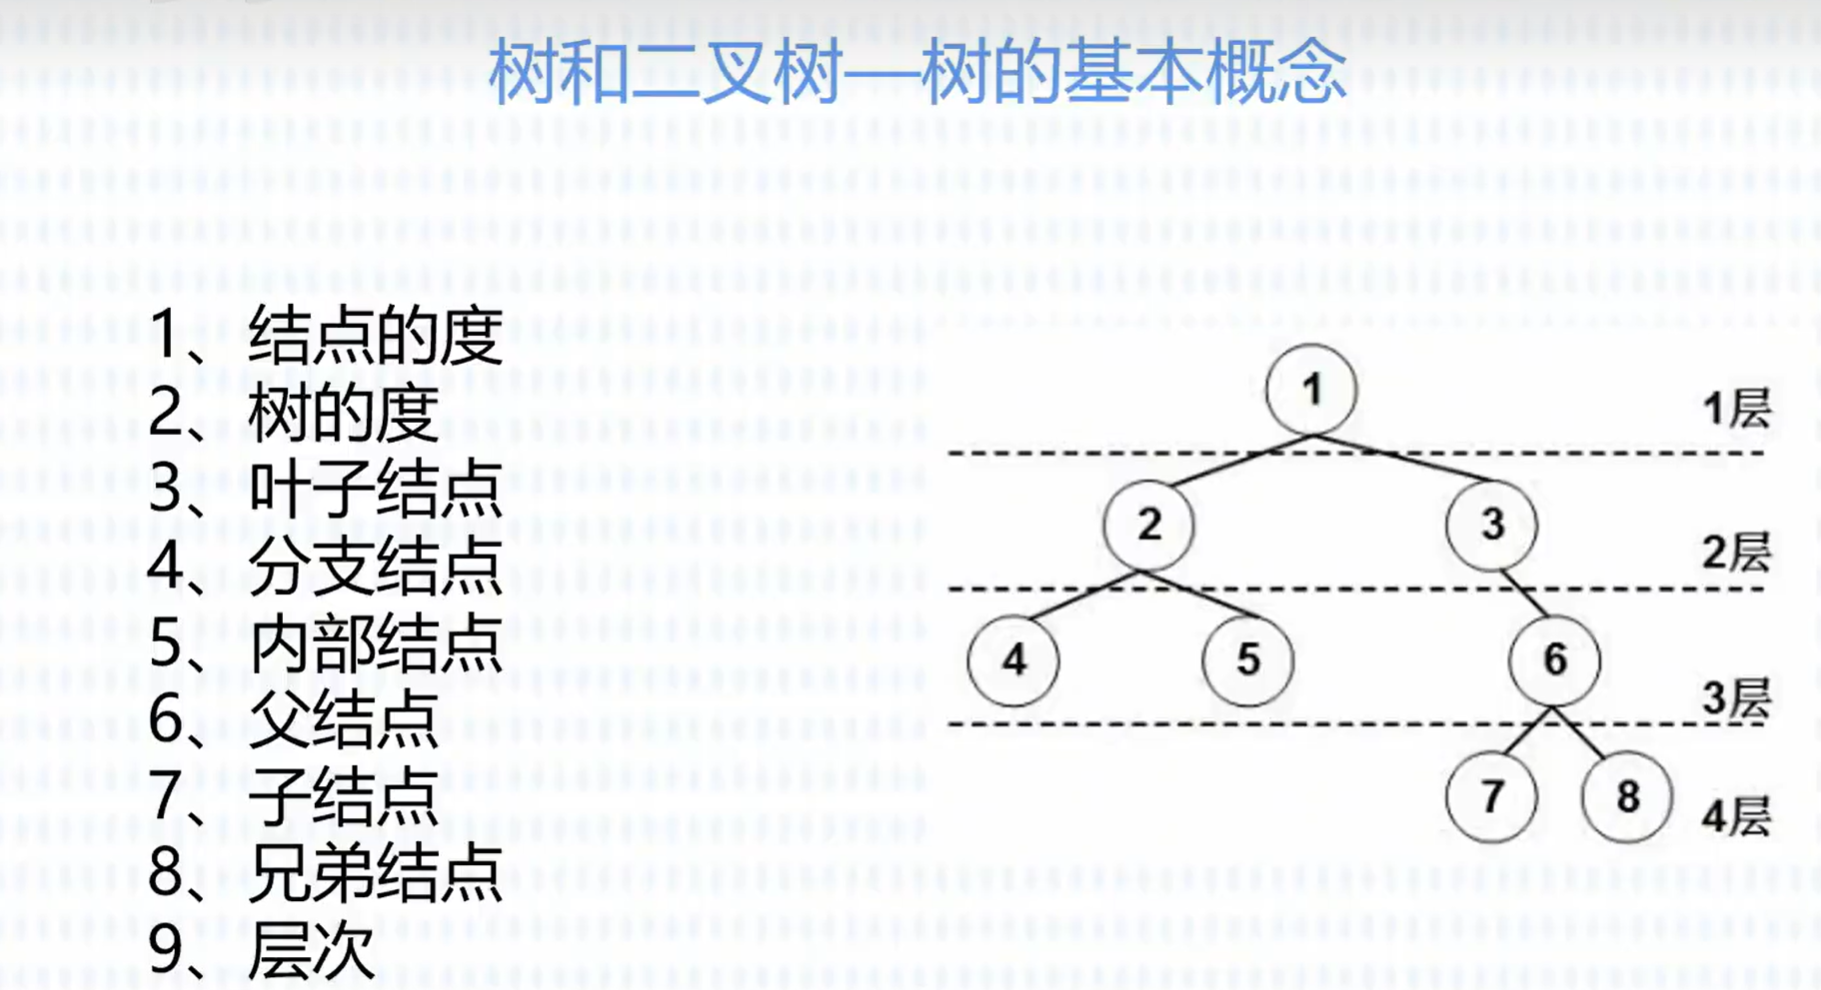 树和二叉树—树的基本概念
1、结点的度
2、树的度
3、叶子结点
4、分支结点
5、内部结点
6、父结点
7、子结点
8、兄弟结点
9、层次
1
1层
2
3
2层
4
5
6
3层
7
8
4层